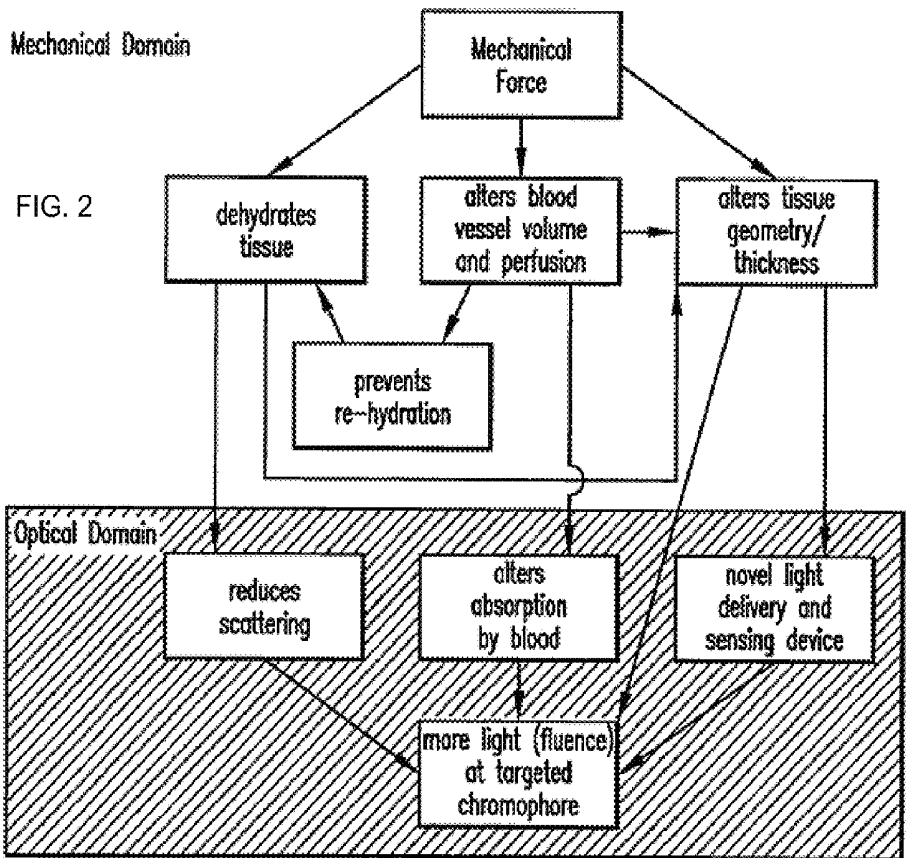 Mechanical Domain
Mechanical
Force
FIG. 2
dehydrates
tissue
alters blood
vessel volume
and perfusion
alters tissue
geometry/
thickness
prevents
re-hydration
Optical Domain
reduces
scattering
alters
absorption
by blood
novel light
delivery and
sensing device
more light (fluence)
at targeted
chromophore